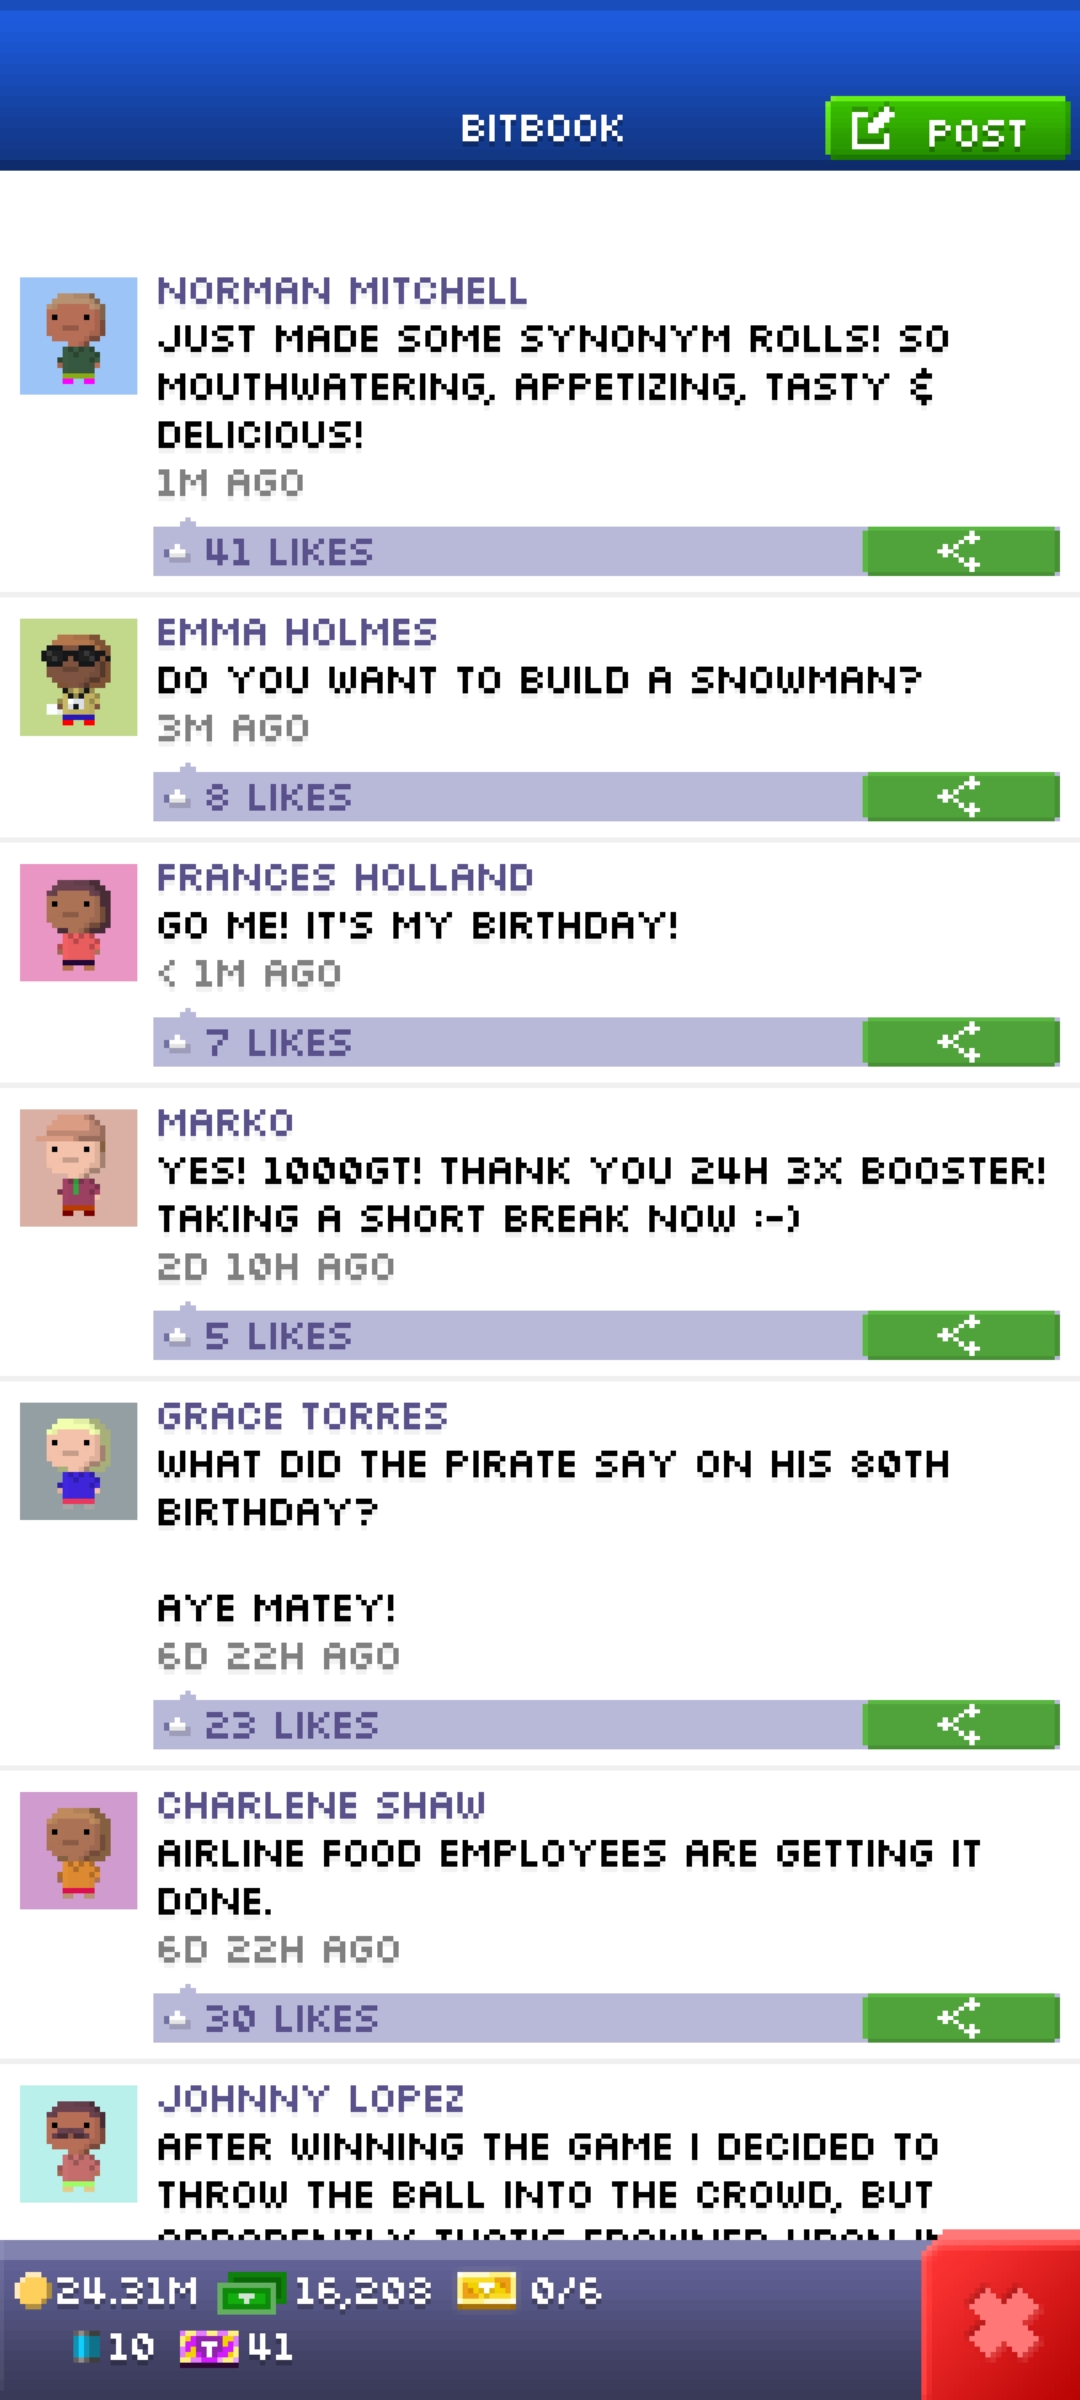 BITBOOK
POST
NORMAN MITCHELL
JUST MADE SOME SYNONYM ROLLS! SO
MOUTHWATERING, APPETIZING, TASTY &
DELICIOUS!
1M AGO
41 LIKES
EMMA HOLMES
DO YOU WANT TO BUILD A SNOWMAN?
3M AGO
8 LIKES
FRANCES HOLLAND
GO ME! IT'S MY BIRTHDAY!
< 1M AGO
7 LIKES
MARKO
YES! 1000GT! THANK YOU 24H 3X BOOSTER!
TAKING A SHORT BREAK NOW :-)
2D 10H AGO
5 LIKES
GRACE TORRES
WHAT DID THE PIRATE SAY ON HIS 80TH
BIRTHDAY?
AYE MATEY!
6D 22H AGO
23 LIKES
CHARLENE SHAW
AIRLINE FOOD EMPLOYEES ARE GETTING IT
DONE.
6D 22H AGO
30 LIKES
JOHNNY LOPEZ
AFTER WINNING THE GAME I DECIDED TO
THROW THE BALL INTO THE CROWD, BUT
APPARENTLY THAT'S FROWNED UPON IN
24.31M 16,208 0/6
10 41